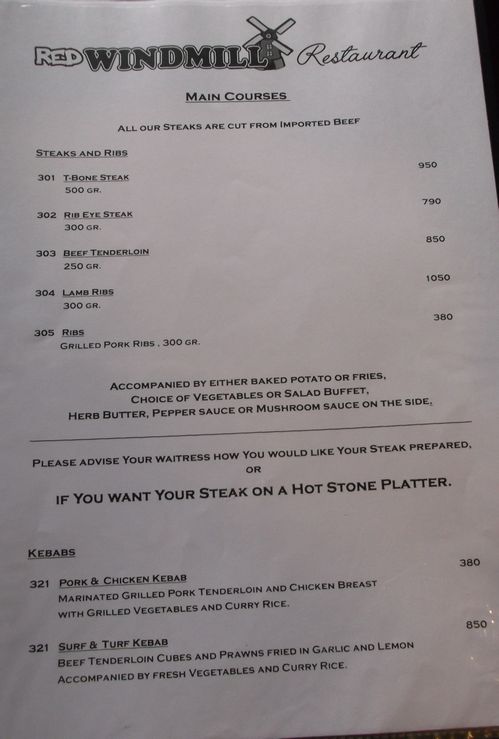 RED WINDMILL Restaurant
MAIN COURSES
ALL OUR STEAKS ARE CUT FROM IMPORTED BEEF
STEAKS AND RIBS
301 T-BONE STEAK 950
500 GR.
302 RIB EYE STEAK 790
300 GR.
303 BEEF TENDERLOIN 850
250 GR.
304 LAMB RIBS 1050
300 GR.
305 RIBS 380
GRILLED PORK RIBS , 300 GR.
ACCOMPANIED BY EITHER BAKED POTATO OR FRIES,
CHOICE OF VEGETABLES OR SALAD BUFFET,
HERB BUTTER, PEPPER SAUCE OR MUSHROOM SAUCE ON THE SIDE,
PLEASE ADVISE YOUR WAITRESS HOW YOU WOULD LIKE YOUR STEAK PREPARED,
OR
IF YOU WANT YOUR STEAK ON A HOT STONE PLATTER.
KEBABS
321 PORK & CHICKEN KEBAB 380
MARINATED GRILLED PORK TENDERLOIN AND CHICKEN BREAST
WITH GRILLED VEGETABLES AND CURRY RICE.
321 SURF & TURF KEBAB 850
BEEF TENDERLOIN CUBES AND PRAWNS FRIED IN GARLIC AND LEMON
ACCOMPANIED BY FRESH VEGETABLES AND CURRY RICE.